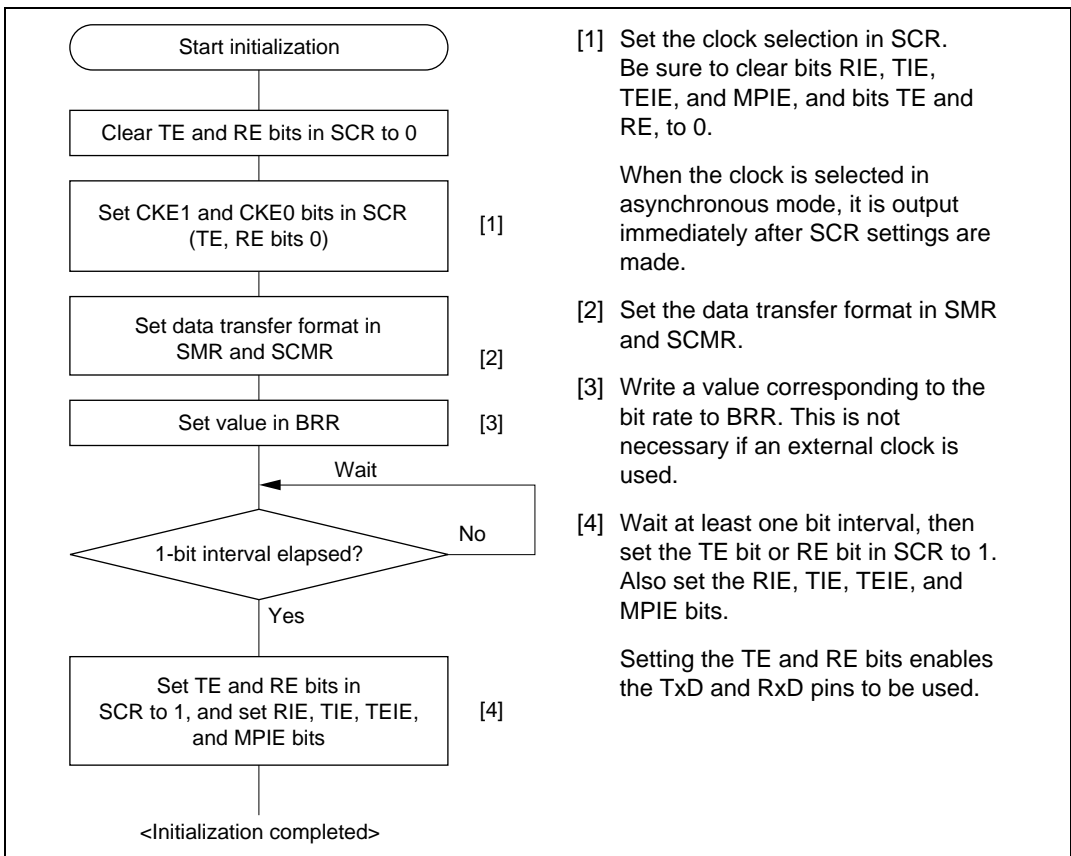 Start initialization
Clear TE and RE bits in SCR to 0
Set CKE1 and CKE0 bits in SCR
(TE, RE bits 0)
[1]
Set data transfer format in
SMR and SCMR
[2]
Set value in BRR
[3]
Wait
1-bit interval elapsed?
No
Yes
Set TE and RE bits in
SCR to 1, and set RIE, TIE, TEIE,
and MPIE bits
[4]
<Initialization completed>
[1] Set the clock selection in SCR.
Be sure to clear bits RIE, TIE,
TEIE, and MPIE, and bits TE and
RE, to 0.
When the clock is selected in
asynchronous mode, it is output
immediately after SCR settings are
made.
[2] Set the data transfer format in SMR
and SCMR.
[3] Write a value corresponding to the
bit rate to BRR. This is not
necessary if an external clock is
used.
[4] Wait at least one bit interval, then
set the TE bit or RE bit in SCR to 1.
Also set the RIE, TIE, TEIE, and
MPIE bits.
Setting the TE and RE bits enables
the TxD and RxD pins to be used.